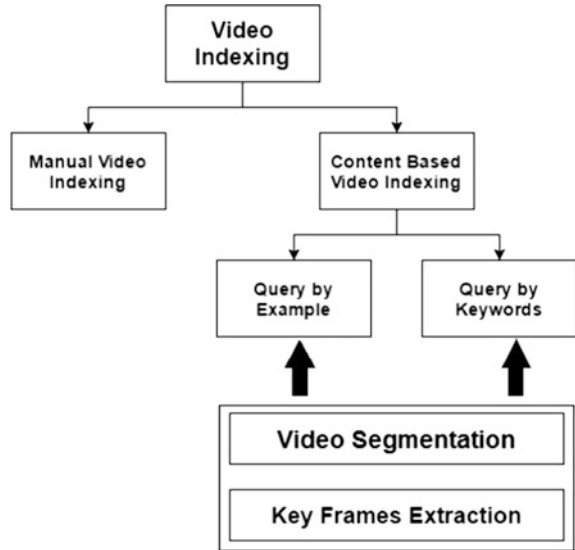 Video
Indexing
Manual Video
Indexing
Content Based
Video Indexing
Query by
Example
Query by
Keywords
Video Segmentation
Key Frames Extraction